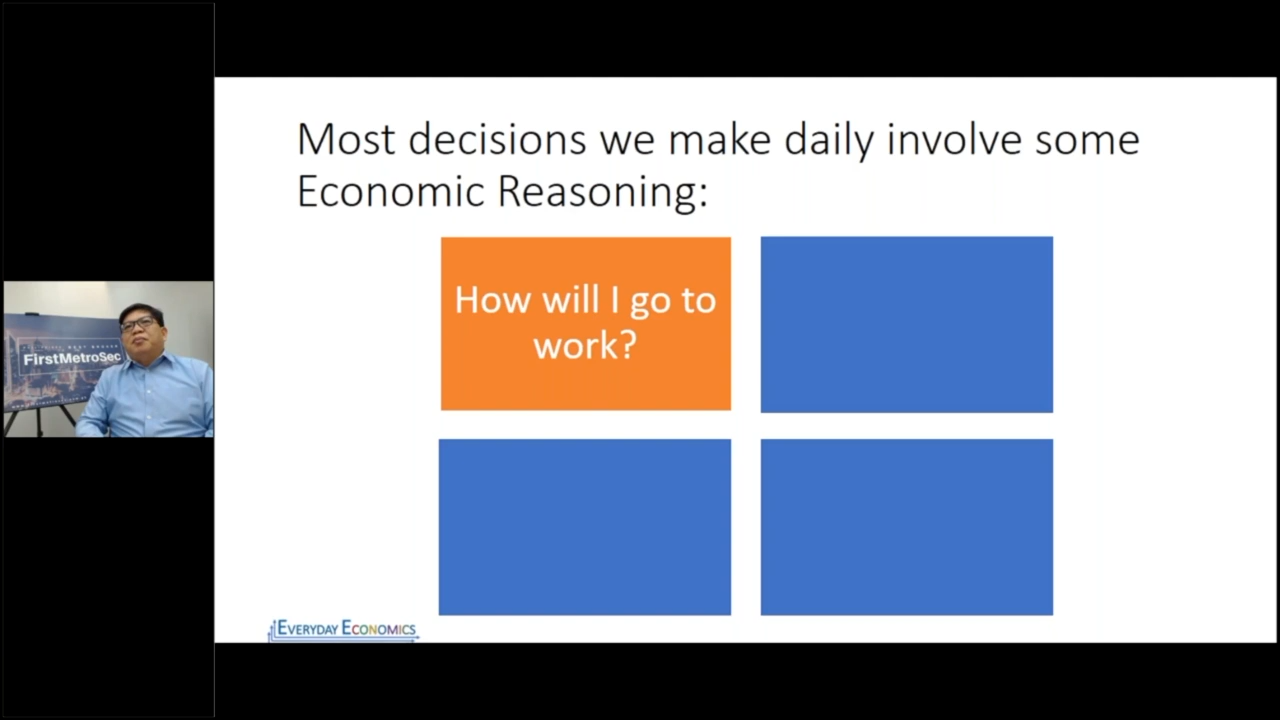 Most decisions we make daily involve some
Economic Reasoning:
How will I go to
work?
FirstMetroSec
EVERYDAY ECONOMICS